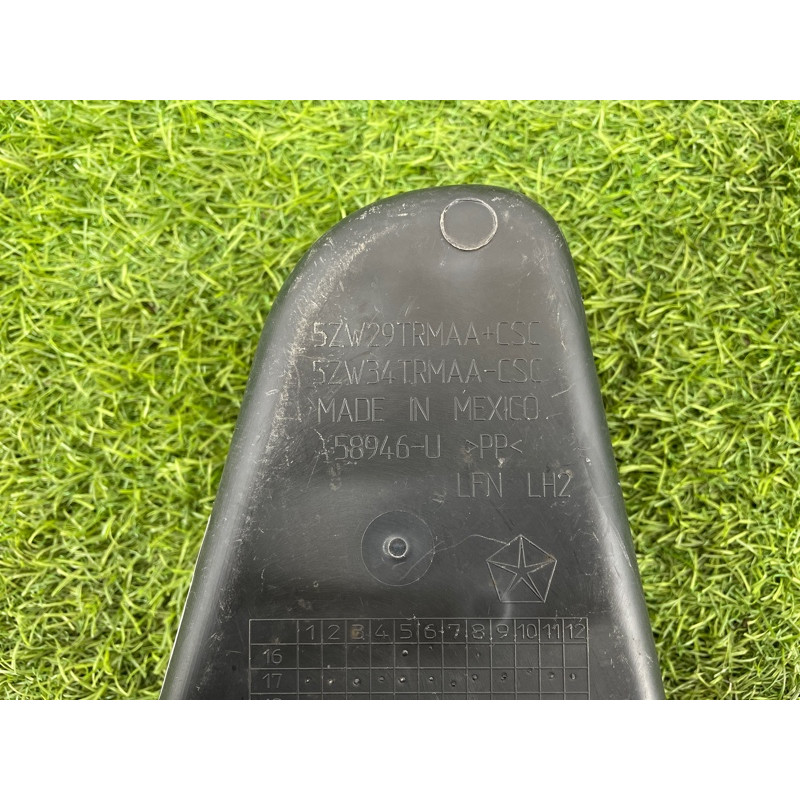 5ZW29TRMAA+CSC
5ZW34TRMAA-CSC
MADE IN MEXICO
A58946-U >PP<
LFN LH2
1 2 3 4 5 6 7 8 9 10 11 12
16
17